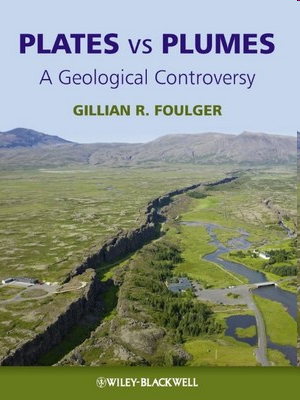 PLATES vs PLUMES
A Geological Controversy
GILLIAN R. FOULGER
WILEY-BLACKWELL